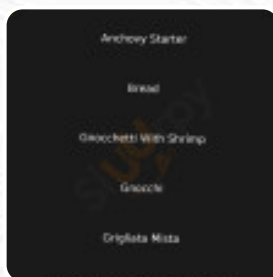 Anchovy Starter
Bread
Gnocchetti With Shrimp
Gnocchi
Grigliata Mista